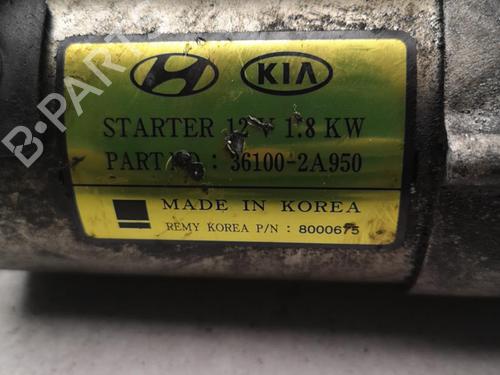 KIA
STARTER 12 V 1.8 KW
PART NO. : 36100-2A950
MADE IN KOREA
REMY KOREA P/N : 8000675
B-PARTS